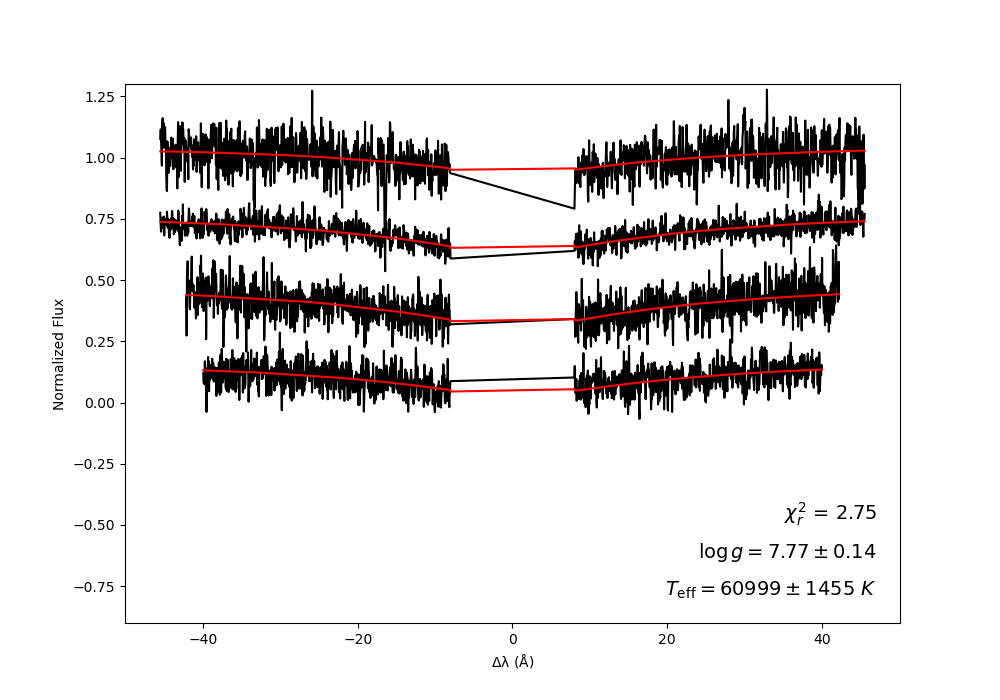 1.25
1.00
0.75
0.50
0.25
0.00
−0.25
−0.50
−0.75
Normalized Flux
χ²ᵣ = 2.75
log g = 7.77 ± 0.14
T_eff = 60999 ± 1455 K
−40 −20 0 20 40
Δλ (Å)